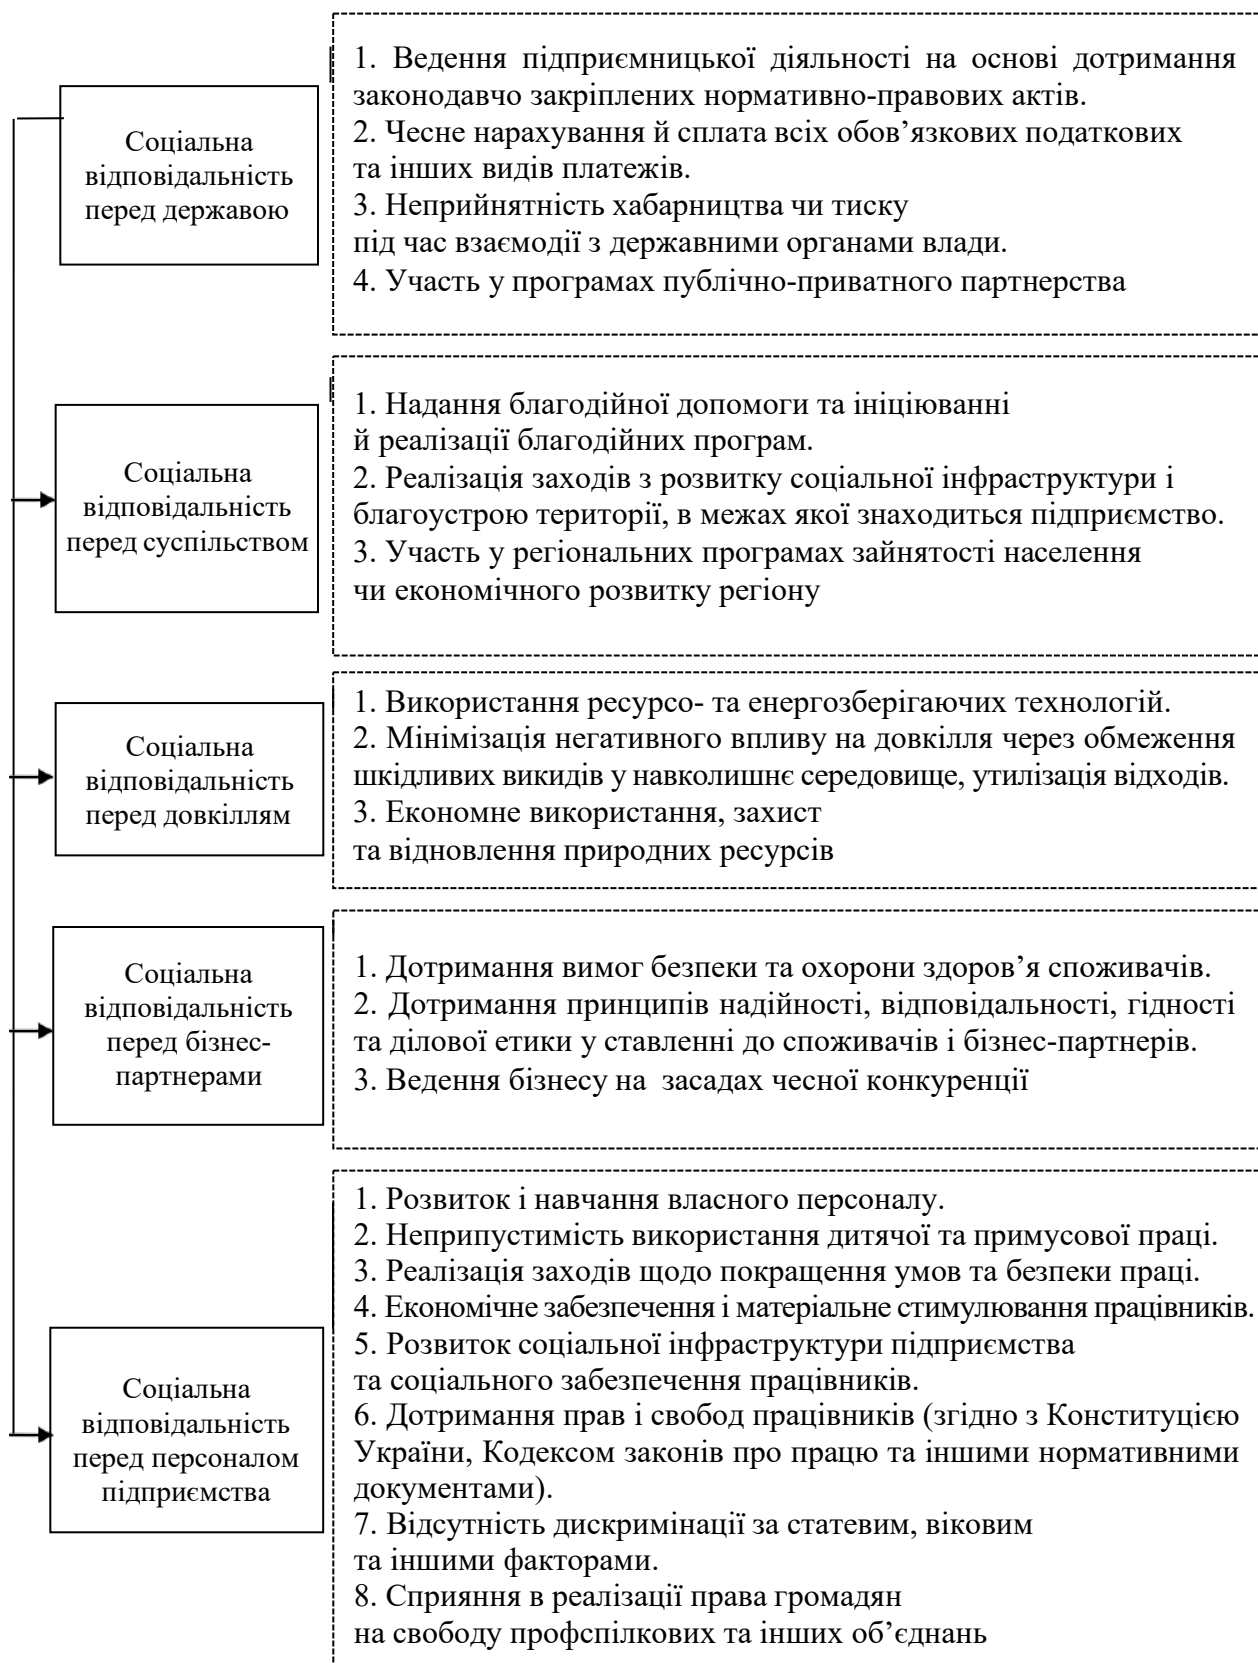 Соціальна
відповідальність
перед державою
1. Ведення підприємницької діяльності на основі дотримання
законодавчо закріплених нормативно-правових актів.
2. Чесне нарахування й сплата всіх обов’язкових податкових
та інших видів платежів.
3. Неприйнятність хабарництва чи тиску
під час взаємодії з державними органами влади.
4. Участь у програмах публічно-приватного партнерства
Соціальна
відповідальність
перед суспільством
1. Надання благодійної допомоги та ініціюванні
й реалізації благодійних програм.
2. Реалізація заходів з розвитку соціальної інфраструктури і
благоустрою території, в межах якої знаходиться підприємство.
3. Участь у регіональних програмах зайнятості населення
чи економічного розвитку регіону
Соціальна
відповідальність
перед довкіллям
1. Використання ресурсо- та енергозберігаючих технологій.
2. Мінімізація негативного впливу на довкілля через обмеження
шкідливих викидів у навколишнє середовище, утилізація відходів.
3. Економне використання, захист
та відновлення природних ресурсів
Соціальна
відповідальність
перед бізнес-
партнерами
1. Дотримання вимог безпеки та охорони здоров’я споживачів.
2. Дотримання принципів надійності, відповідальності, гідності
та ділової етики у ставленні до споживачів і бізнес-партнерів.
3. Ведення бізнесу на засадах чесної конкуренції
Соціальна
відповідальність
перед персоналом
підприємства
1. Розвиток і навчання власного персоналу.
2. Неприпустимість використання дитячої та примусової праці.
3. Реалізація заходів щодо покращення умов та безпеки праці.
4. Економічне забезпечення і матеріальне стимулювання працівників.
5. Розвиток соціальної інфраструктури підприємства
та соціального забезпечення працівників.
6. Дотримання прав і свобод працівників (згідно з Конституцією
України, Кодексом законів про працю та іншими нормативними
документами).
7. Відсутність дискримінації за статевим, віковим
та іншими факторами.
8. Сприяння в реалізації права громадян
на свободу профспілкових та інших об’єднань